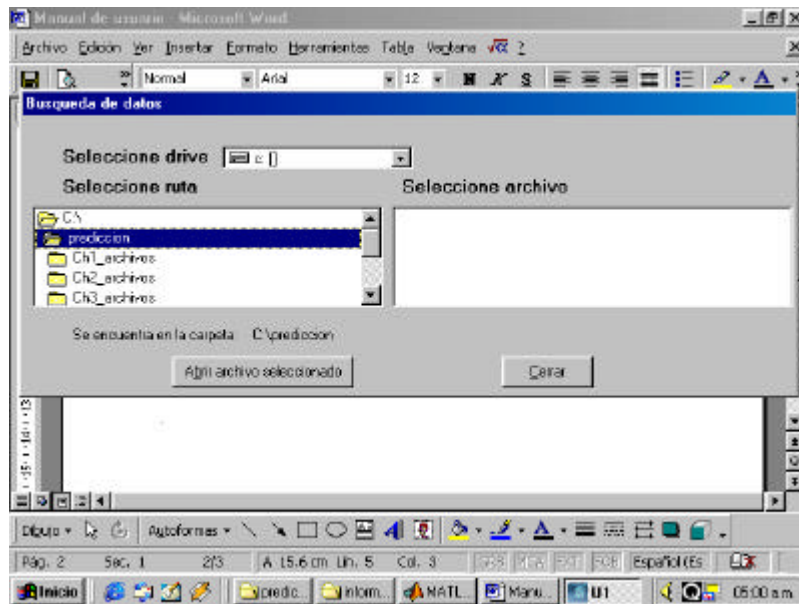 Manual de usuario - Microsoft Word
Archivo Edición Ver Insertar Formato Herramientas Tabla Ventana ?
Normal Arial 12 N K S
Busqueda de datos
Seleccione drive c: []
Seleccione ruta Seleccione archivo
C:\
prediccion
Ch1_archivos
Ch2_archivos
Ch3_archivos
Se encuentra en la carpeta C:\prediccion
Abrir archivo seleccionado Cerrar
Dibujo Autoformas
Pág. 2 Sec. 1 2/3 A 15.6 cm Lín. 5 Col. 3 GRB MCA EXT SOB Español (Es
Inicio predic... inform... MATL... Manu... U1 05:00 a.m.